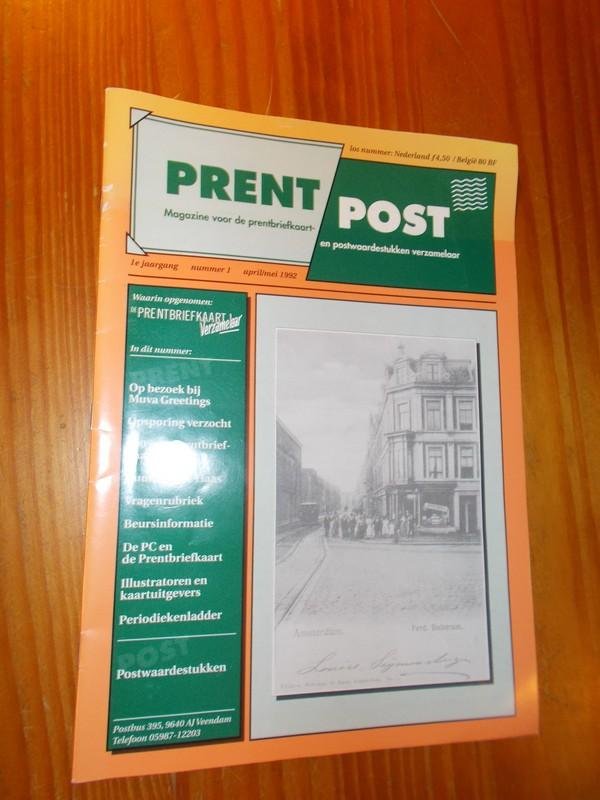 los nummer: Nederland ƒ 4,50 / België 80 BF
PRENT
POST
Magazine voor de prentbriefkaart-
en postwaardestukken verzamelaar
1e jaargang nummer 1 april/mei 1992
Waarin opgenomen:
DE PRENTBRIEFKAART
Verzamelaar
In dit nummer:
PRENT
Op bezoek bij
Muva Greetings
Opsporing verzocht
Vragenrubriek
Beursinformatie
De PC en
de Prentbriefkaart
Illustratoren en
kaartuitgevers
Periodiekenladder
POST
Postwaardestukken
Postbus 395, 9640 AJ Veendam
Telefoon 05987-12203
Amsterdam.